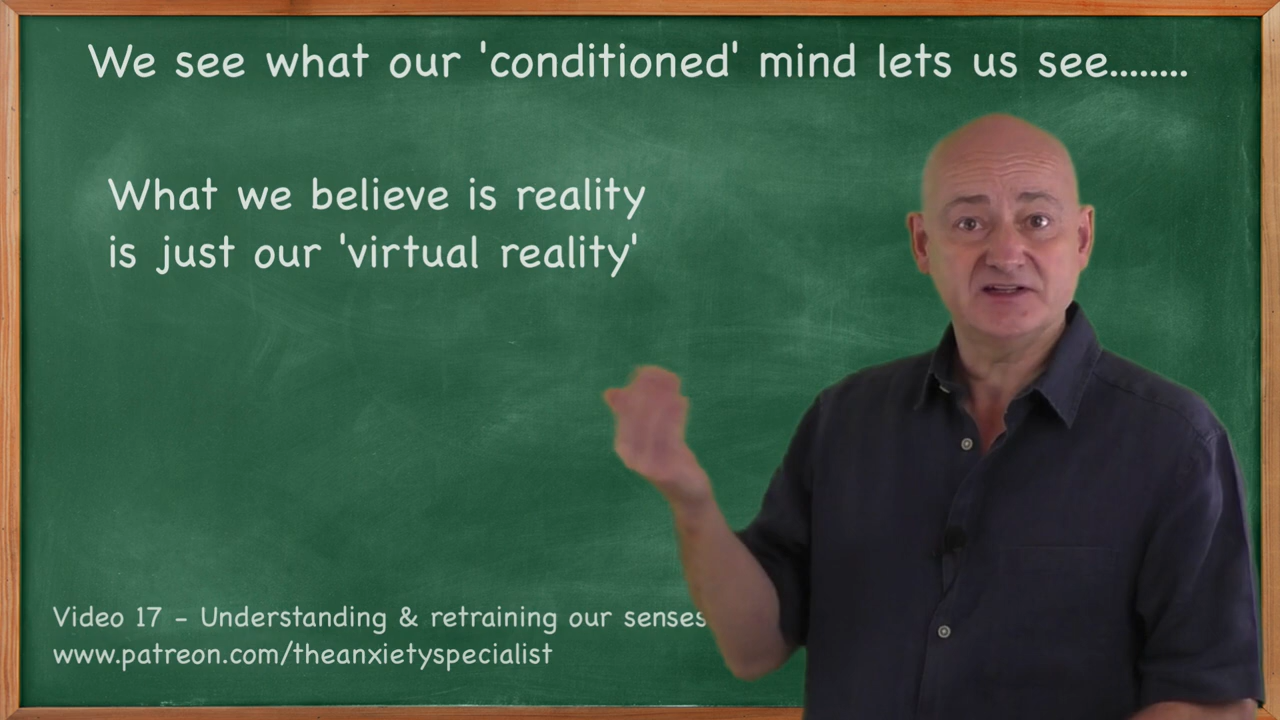 We see what our 'conditioned' mind lets us see........
What we believe is reality
is just our 'virtual reality'
Video 17 – Understanding & retraining our senses
www.patreon.com/theanxietyspecialist